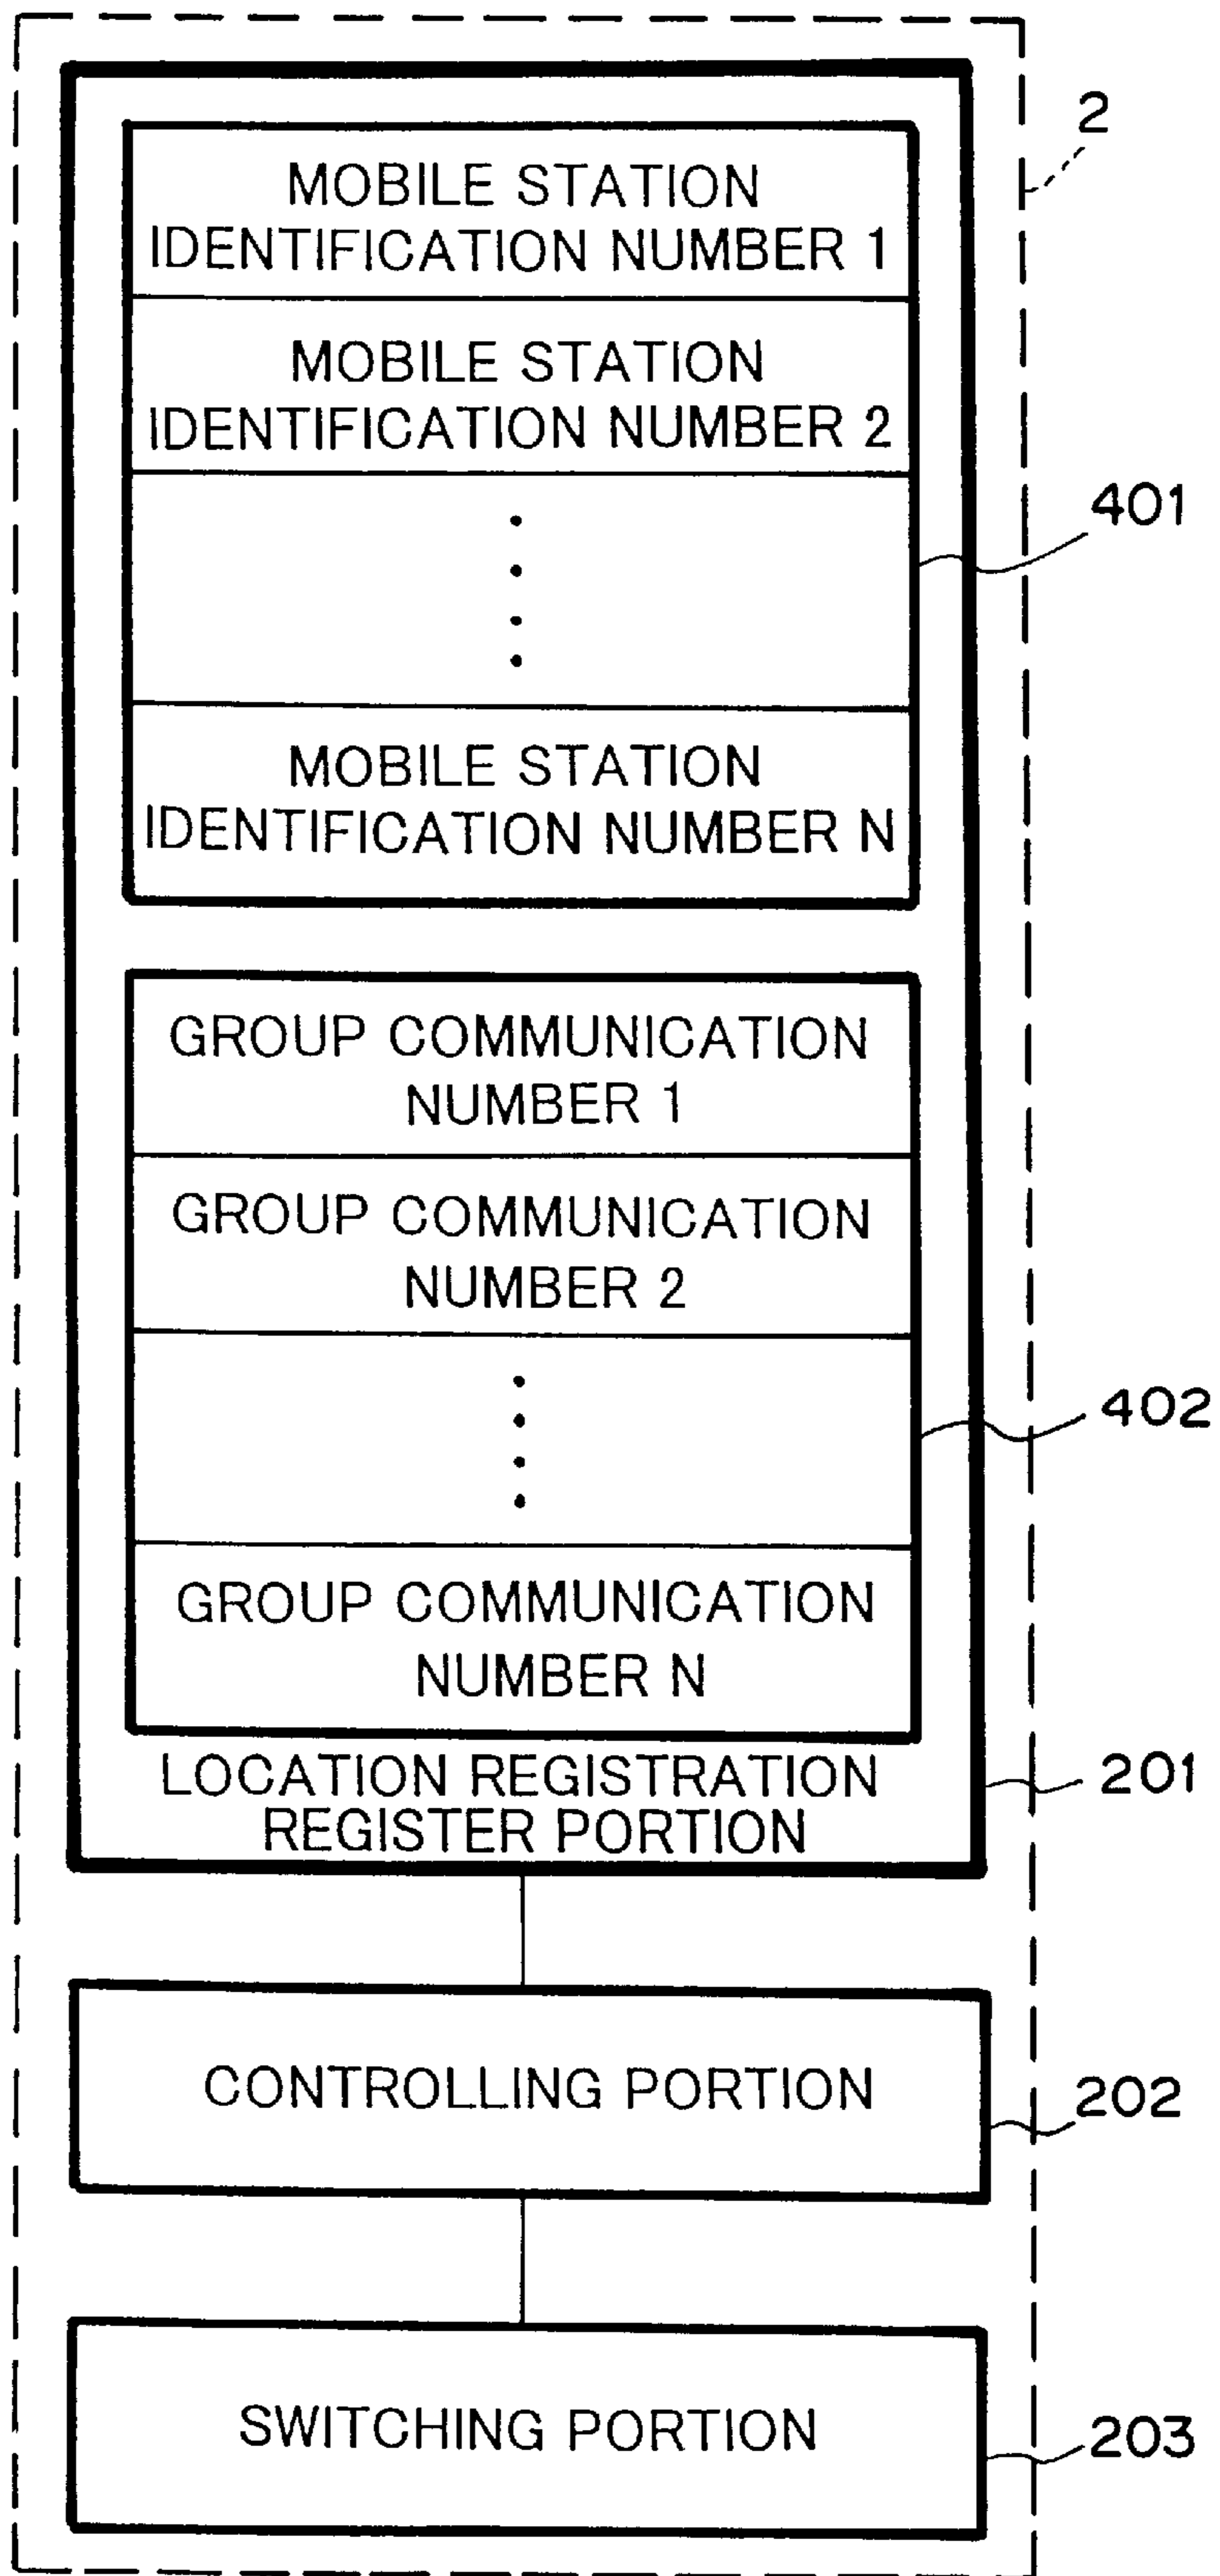 2
MOBILE STATION
IDENTIFICATION NUMBER 1
MOBILE STATION
IDENTIFICATION NUMBER 2
401
MOBILE STATION
IDENTIFICATION NUMBER N
GROUP COMMUNICATION
NUMBER 1
GROUP COMMUNICATION
NUMBER 2
402
GROUP COMMUNICATION
NUMBER N
LOCATION REGISTRATION
REGISTER PORTION
201
CONTROLLING PORTION
202
SWITCHING PORTION
203